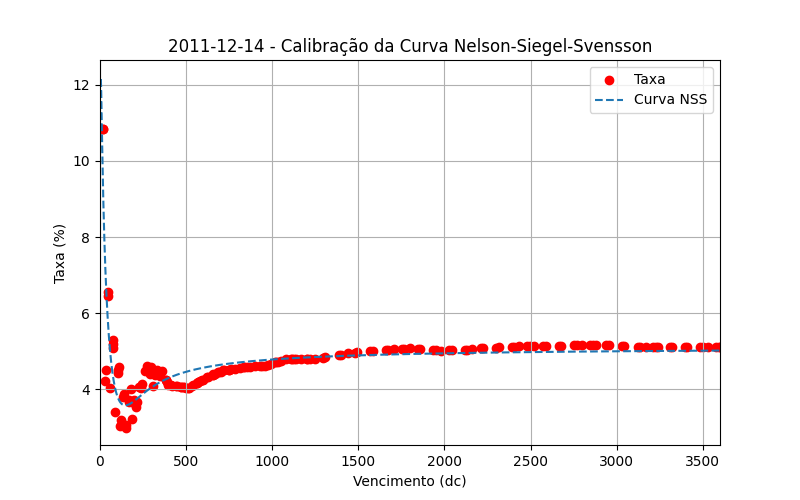 2011-12-14 - Calibração da Curva Nelson-Siegel-Svensson
Taxa
Curva NSS
Taxa (%)
12
10
8
6
4
0 500 1000 1500 2000 2500 3000 3500
Vencimento (dc)